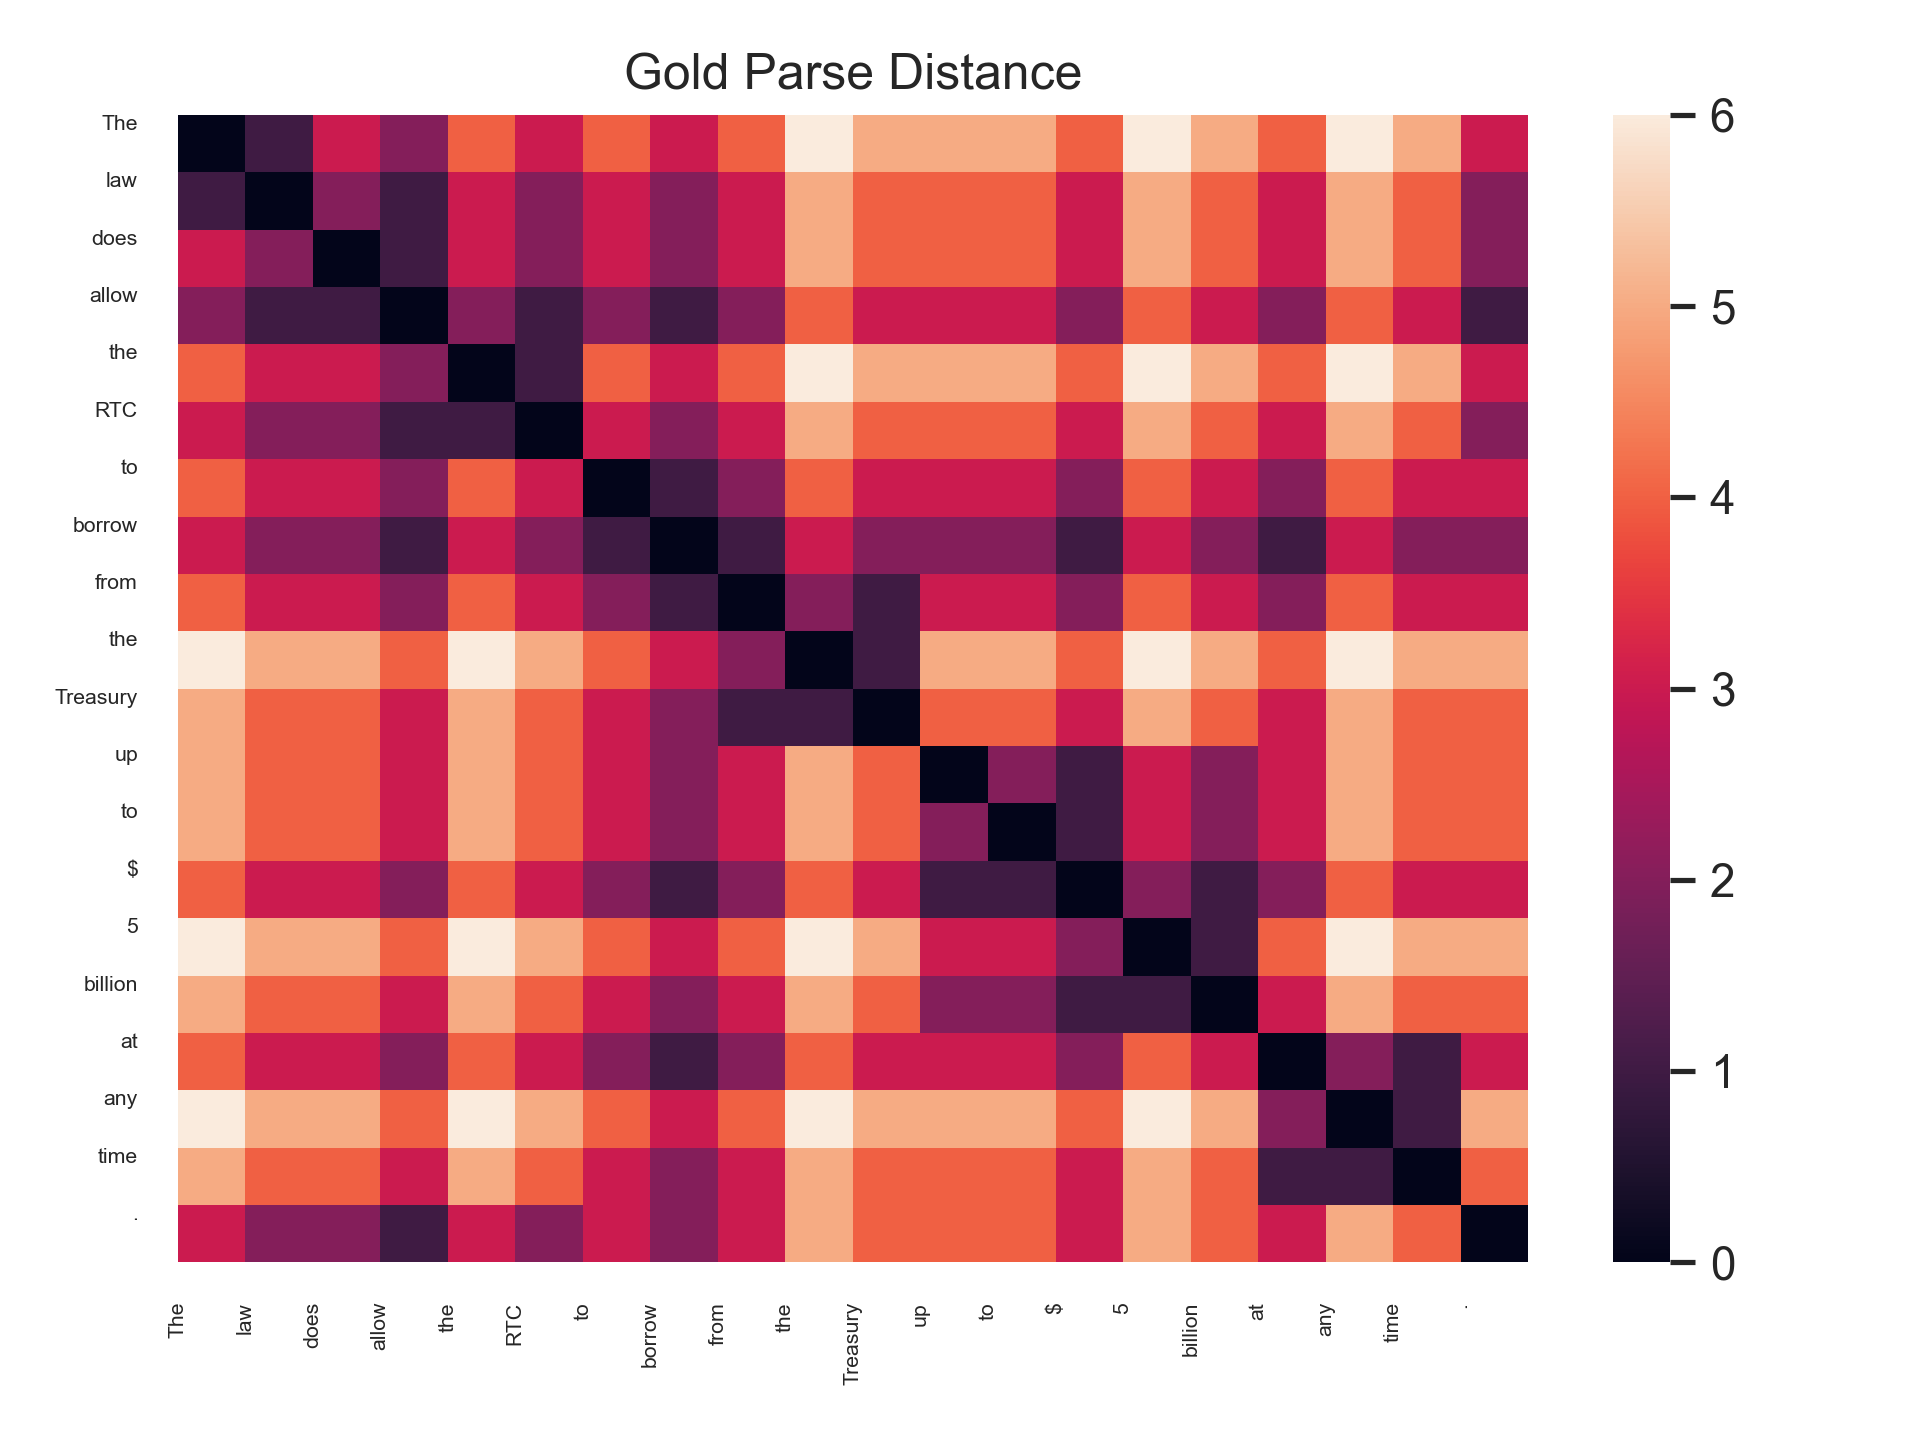 Gold Parse Distance
The
law
does
allow
the
RTC
to
borrow
from
the
Treasury
up
to
$
5
billion
at
any
time
.
The
law
does
allow
the
RTC
to
borrow
from
the
Treasury
up
to
$
5
billion
at
any
time
.
6
5
4
3
2
1
0